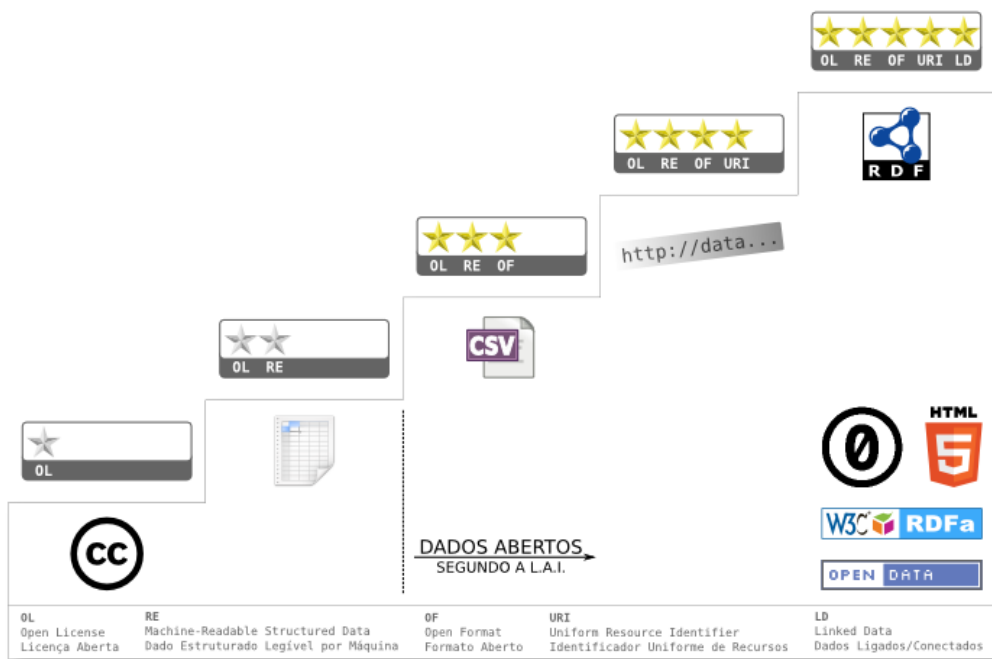 OL RE OF URI LD
RDF
OL RE OF URI
http://data...
OL RE OF
CSV
OL RE
OL
cc
DADOS ABERTOS
SEGUNDO A L.A.I.
0
HTML
5
W3C RDFa
OPEN DATA
OL
Open License
Licença Aberta
RE
Machine-Readable Structured Data
Dado Estruturado Legível por Máquina
OF
Open Format
Formato Aberto
URI
Uniform Resource Identifier
Identificador Uniforme de Recursos
LD
Linked Data
Dados Ligados/Conectados